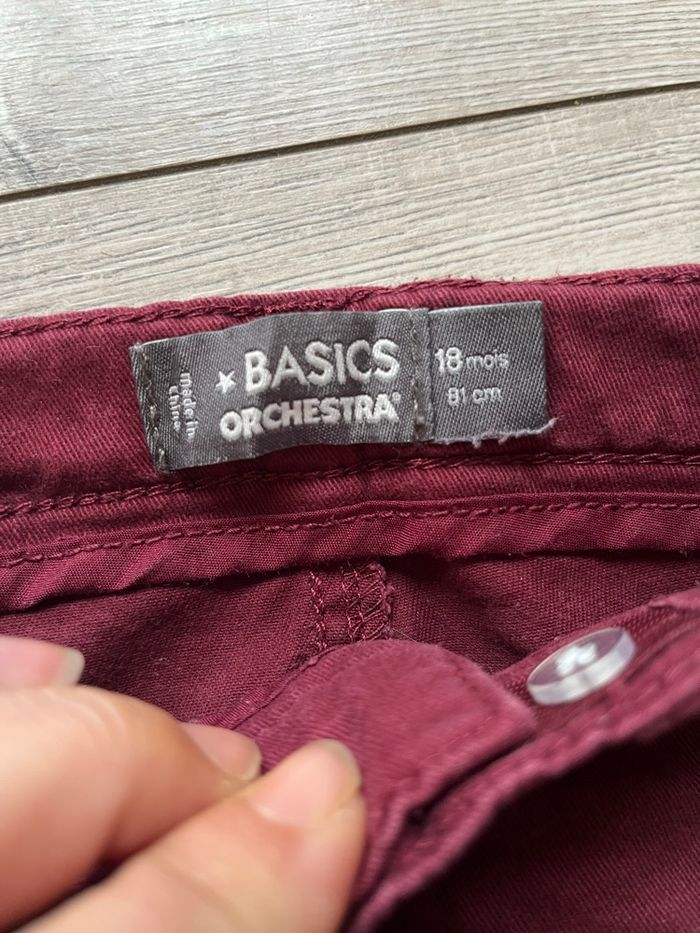 Made in
China
BASICS
ORCHESTRA®
18 mois
81 cm